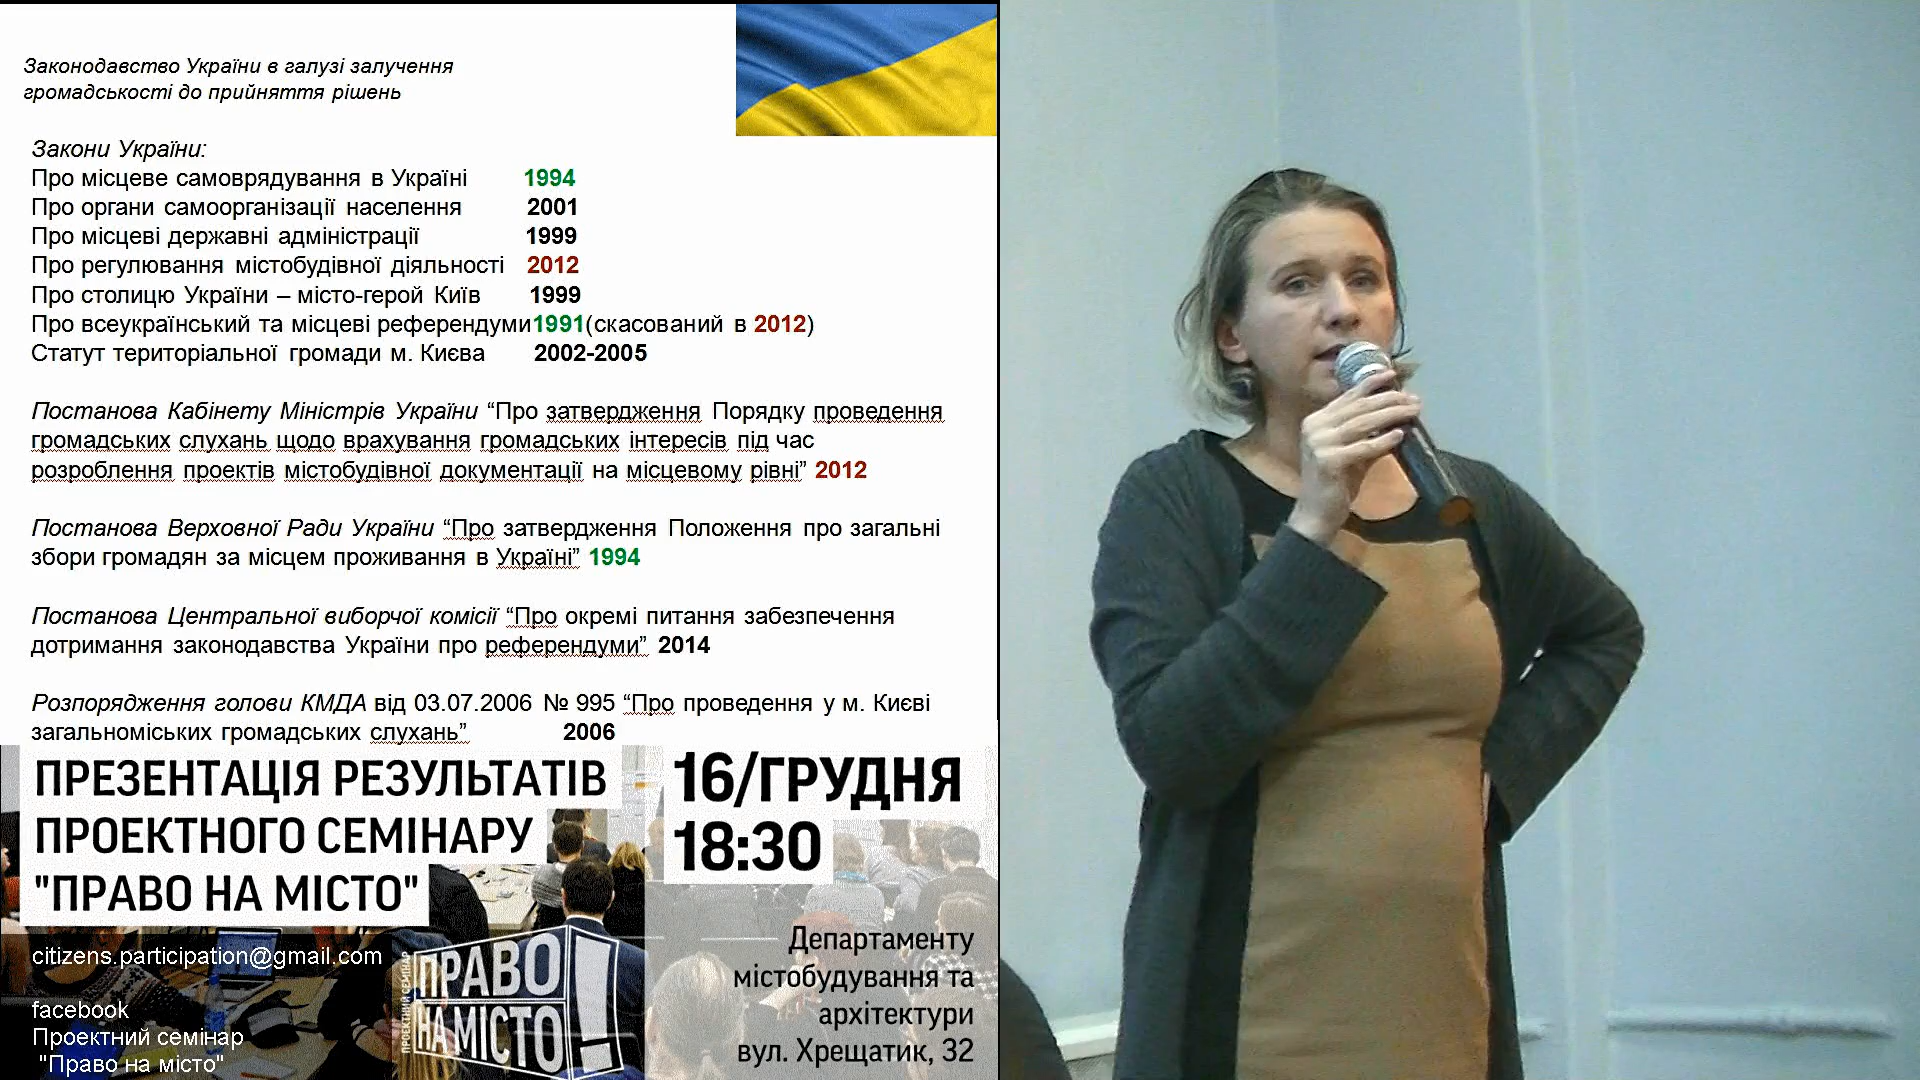 Законодавство України в галузі залучення
громадськості до прийняття рішень
Закони України:
Про місцеве самоврядування в Україні 1994
Про органи самоорганізації населення 2001
Про місцеві державні адміністрації 1999
Про регулювання містобудівної діяльності 2012
Про столицю України – місто-герой Київ 1999
Про всеукраїнський та місцеві референдуми1991(скасований в 2012)
Статут територіальної громади м. Києва 2002-2005
Постанова Кабінету Міністрів України “Про затвердження Порядку проведення
громадських слухань щодо врахування громадських інтересів під час
розроблення проектів містобудівної документації на місцевому рівні” 2012
Постанова Верховної Ради України “Про затвердження Положення про загальні
збори громадян за місцем проживання в Україні” 1994
Постанова Центральної виборчої комісії “Про окремі питання забезпечення
дотримання законодавства України про референдуми” 2014
Розпорядження голови КМДА від 03.07.2006 № 995 “Про проведення у м. Києві
загальноміських громадських слухань” 2006
ПРЕЗЕНТАЦІЯ РЕЗУЛЬТАТІВ
ПРОЕКТНОГО СЕМІНАРУ
"ПРАВО НА МІСТО"
16/ГРУДНЯ
18:30
citizens.participation@gmail.com
facebook
Проектний семінар
"Право на місто"
ПРОЕКТНИЙ СЕМІНАР
ПРАВО
НА МІСТО!
Департаменту
містобудування та
архітектури
вул. Хрещатик, 32